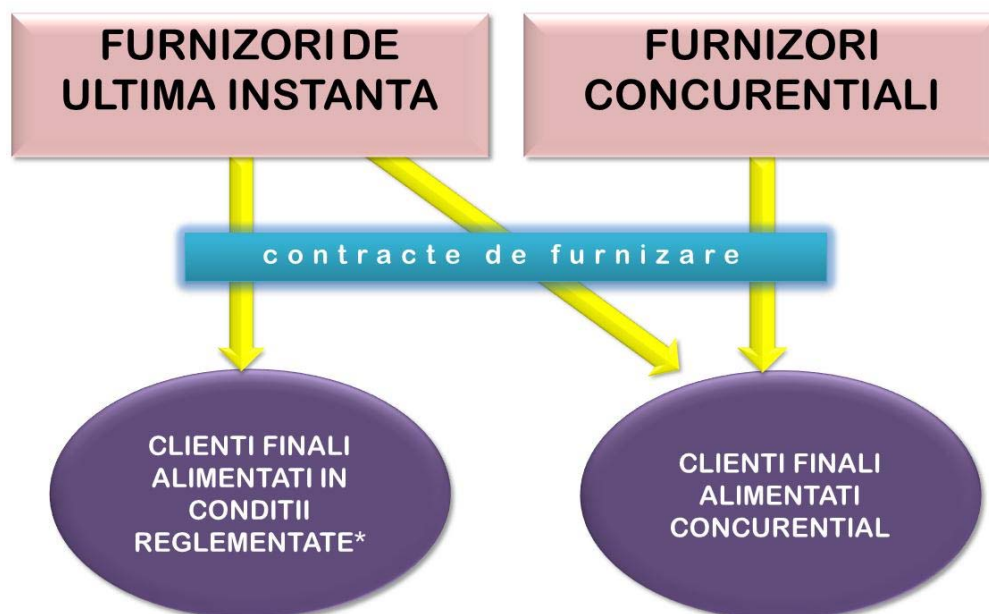 FURNIZORI DE
ULTIMA INSTANTA
FURNIZORI
CONCURENTIALI
contracte de furnizare
CLIENTI FINALI
ALIMENTATI IN
CONDITII
REGLEMENTATE*
CLIENTI FINALI
ALIMENTATI
CONCURENTIAL